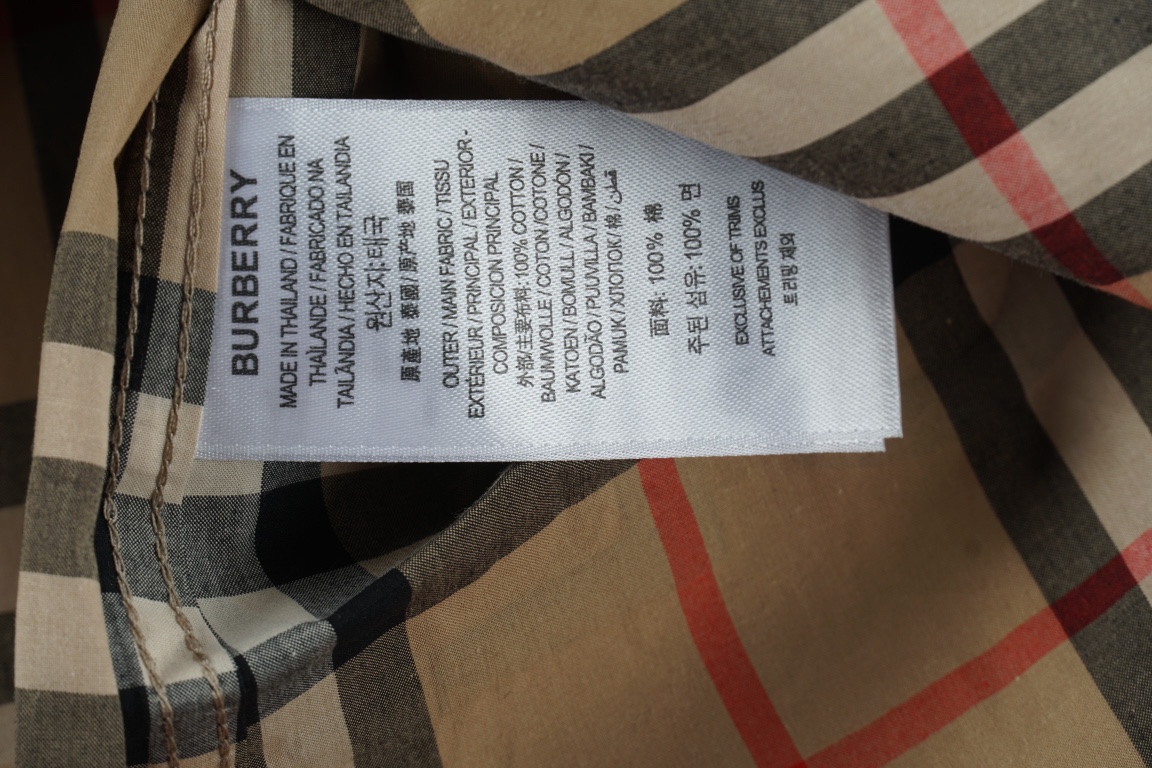 BURBERRY
MADE IN THAILAND / FABRIQUE EN
THAÏLANDE / FABRICADO NA
TAILÂNDIA / HECHO EN TAILANDIA
원산지:태국
原產地 泰國 / 原产地 泰国
OUTER / MAIN FABRIC / TISSU
EXTÉRIEUR / PRINCIPAL / EXTERIOR -
COMPOSICIÓN PRINCIPAL
外部/主要布料: 100% COTTON /
BAUMWOLLE / COTON / COTONE /
KATOEN / BOMULL / ALGODÓN /
ALGODÃO / PUUVILLA / BAMBAKI /
PAMUK / ХЛОПОК / 棉 / قطن
面料: 100% 棉
주된 섬유: 100% 면
EXCLUSIVE OF TRIMS
ATTACHEMENTS EXCLUS
트리밍 제외